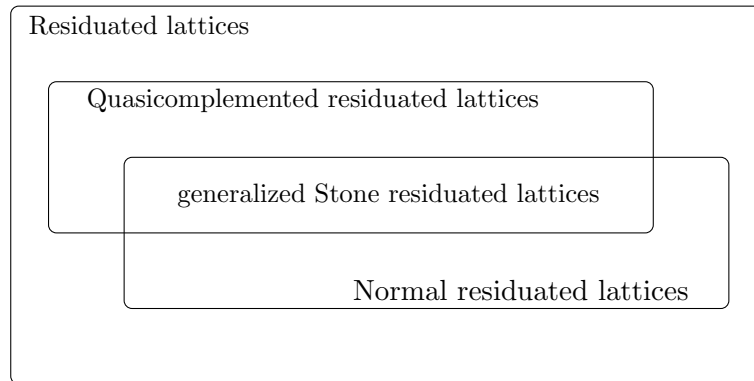 Residuated lattices
Quasicomplemented residuated lattices
generalized Stone residuated lattices
Normal residuated lattices